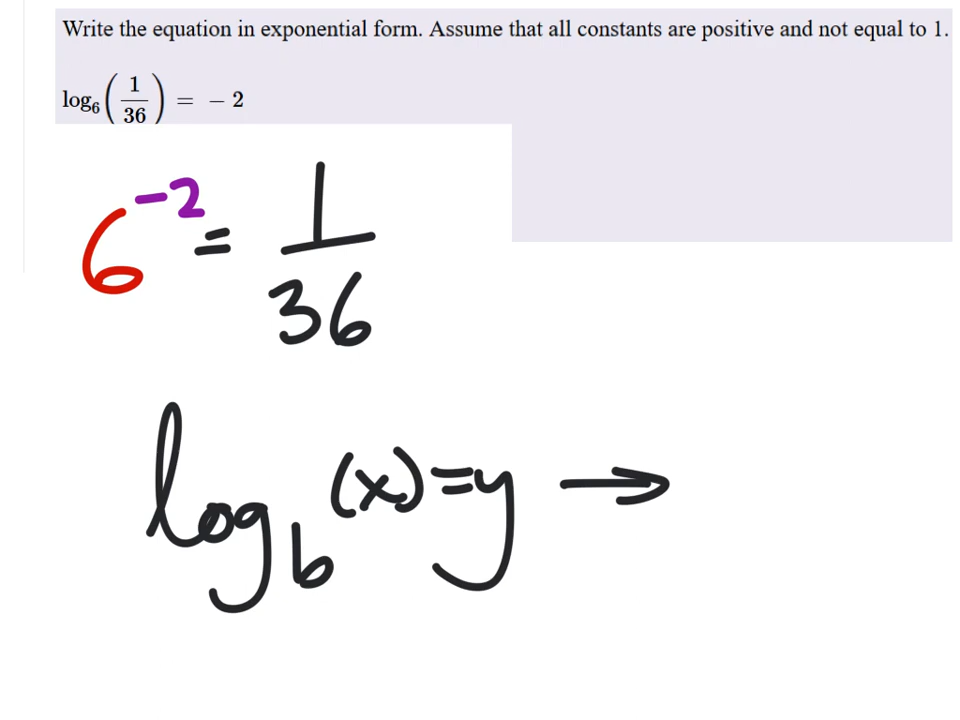 Write the equation in exponential form. Assume that all constants are positive and not equal to 1.
log₆(1/36) = − 2
6⁻² = 1/36
log_b(x)=y →